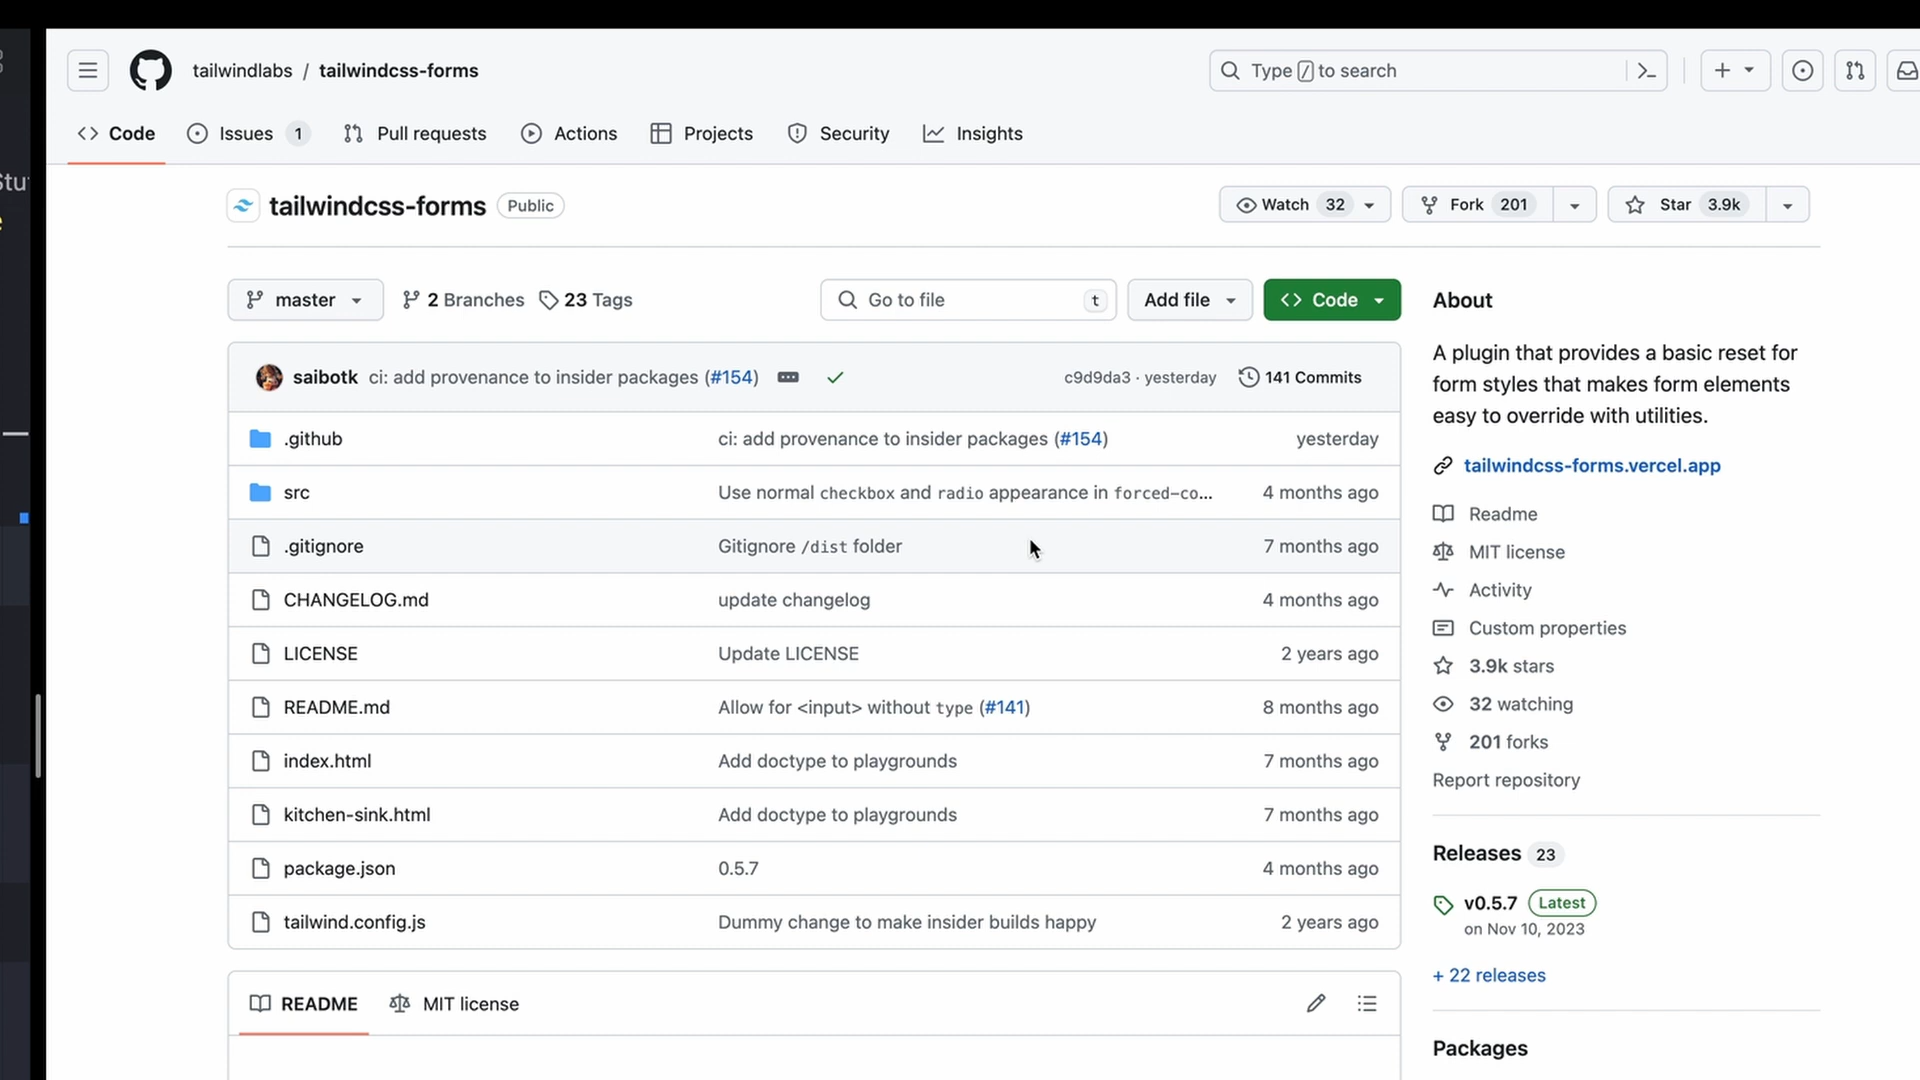 tailwindlabs / tailwindcss-forms
Type / to search
Code
Issues 1
Pull requests
Actions
Projects
Security
Insights
Stu
tailwindcss-forms Public
Watch 32
Fork 201
Star 3.9k
master
2 Branches
23 Tags
Go to file t
Add file
Code
saibotk ci: add provenance to insider packages (#154) c9d9da3 · yesterday 141 Commits
.github ci: add provenance to insider packages (#154) yesterday
src Use normal checkbox and radio appearance in forced-co... 4 months ago
.gitignore Gitignore /dist folder 7 months ago
CHANGELOG.md update changelog 4 months ago
LICENSE Update LICENSE 2 years ago
README.md Allow for <input> without type (#141) 8 months ago
index.html Add doctype to playgrounds 7 months ago
kitchen-sink.html Add doctype to playgrounds 7 months ago
package.json 0.5.7 4 months ago
tailwind.config.js Dummy change to make insider builds happy 2 years ago
README
MIT license
About
A plugin that provides a basic reset for
form styles that makes form elements
easy to override with utilities.
tailwindcss-forms.vercel.app
Readme
MIT license
Activity
Custom properties
3.9k stars
32 watching
201 forks
Report repository
Releases 23
v0.5.7 Latest
on Nov 10, 2023
+ 22 releases
Packages